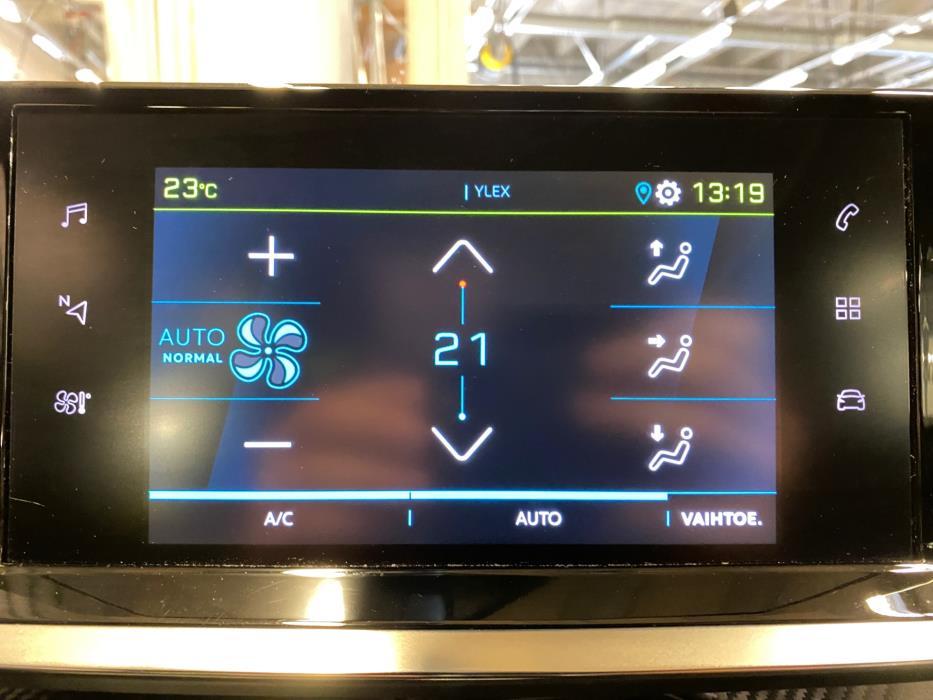 23°C
| YLEX
13:19
N
AUTO
NORMAL
21
A/C
AUTO
VAIHTOE.